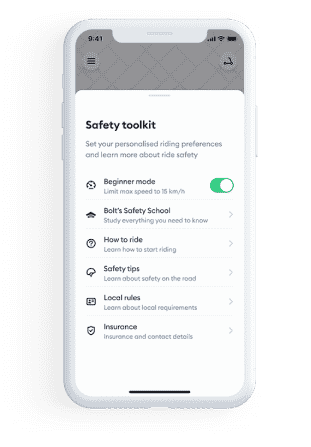 9:41
Safety toolkit
Set your personalised riding preferences
and learn more about ride safety
Beginner mode
Limit max speed to 15 km/h
Bolt's Safety School
Study everything you need to know
How to ride
Learn how to start riding
Safety tips
Learn about safety on the road
Local rules
Learn about local requirements
Insurance
Insurance and contact details